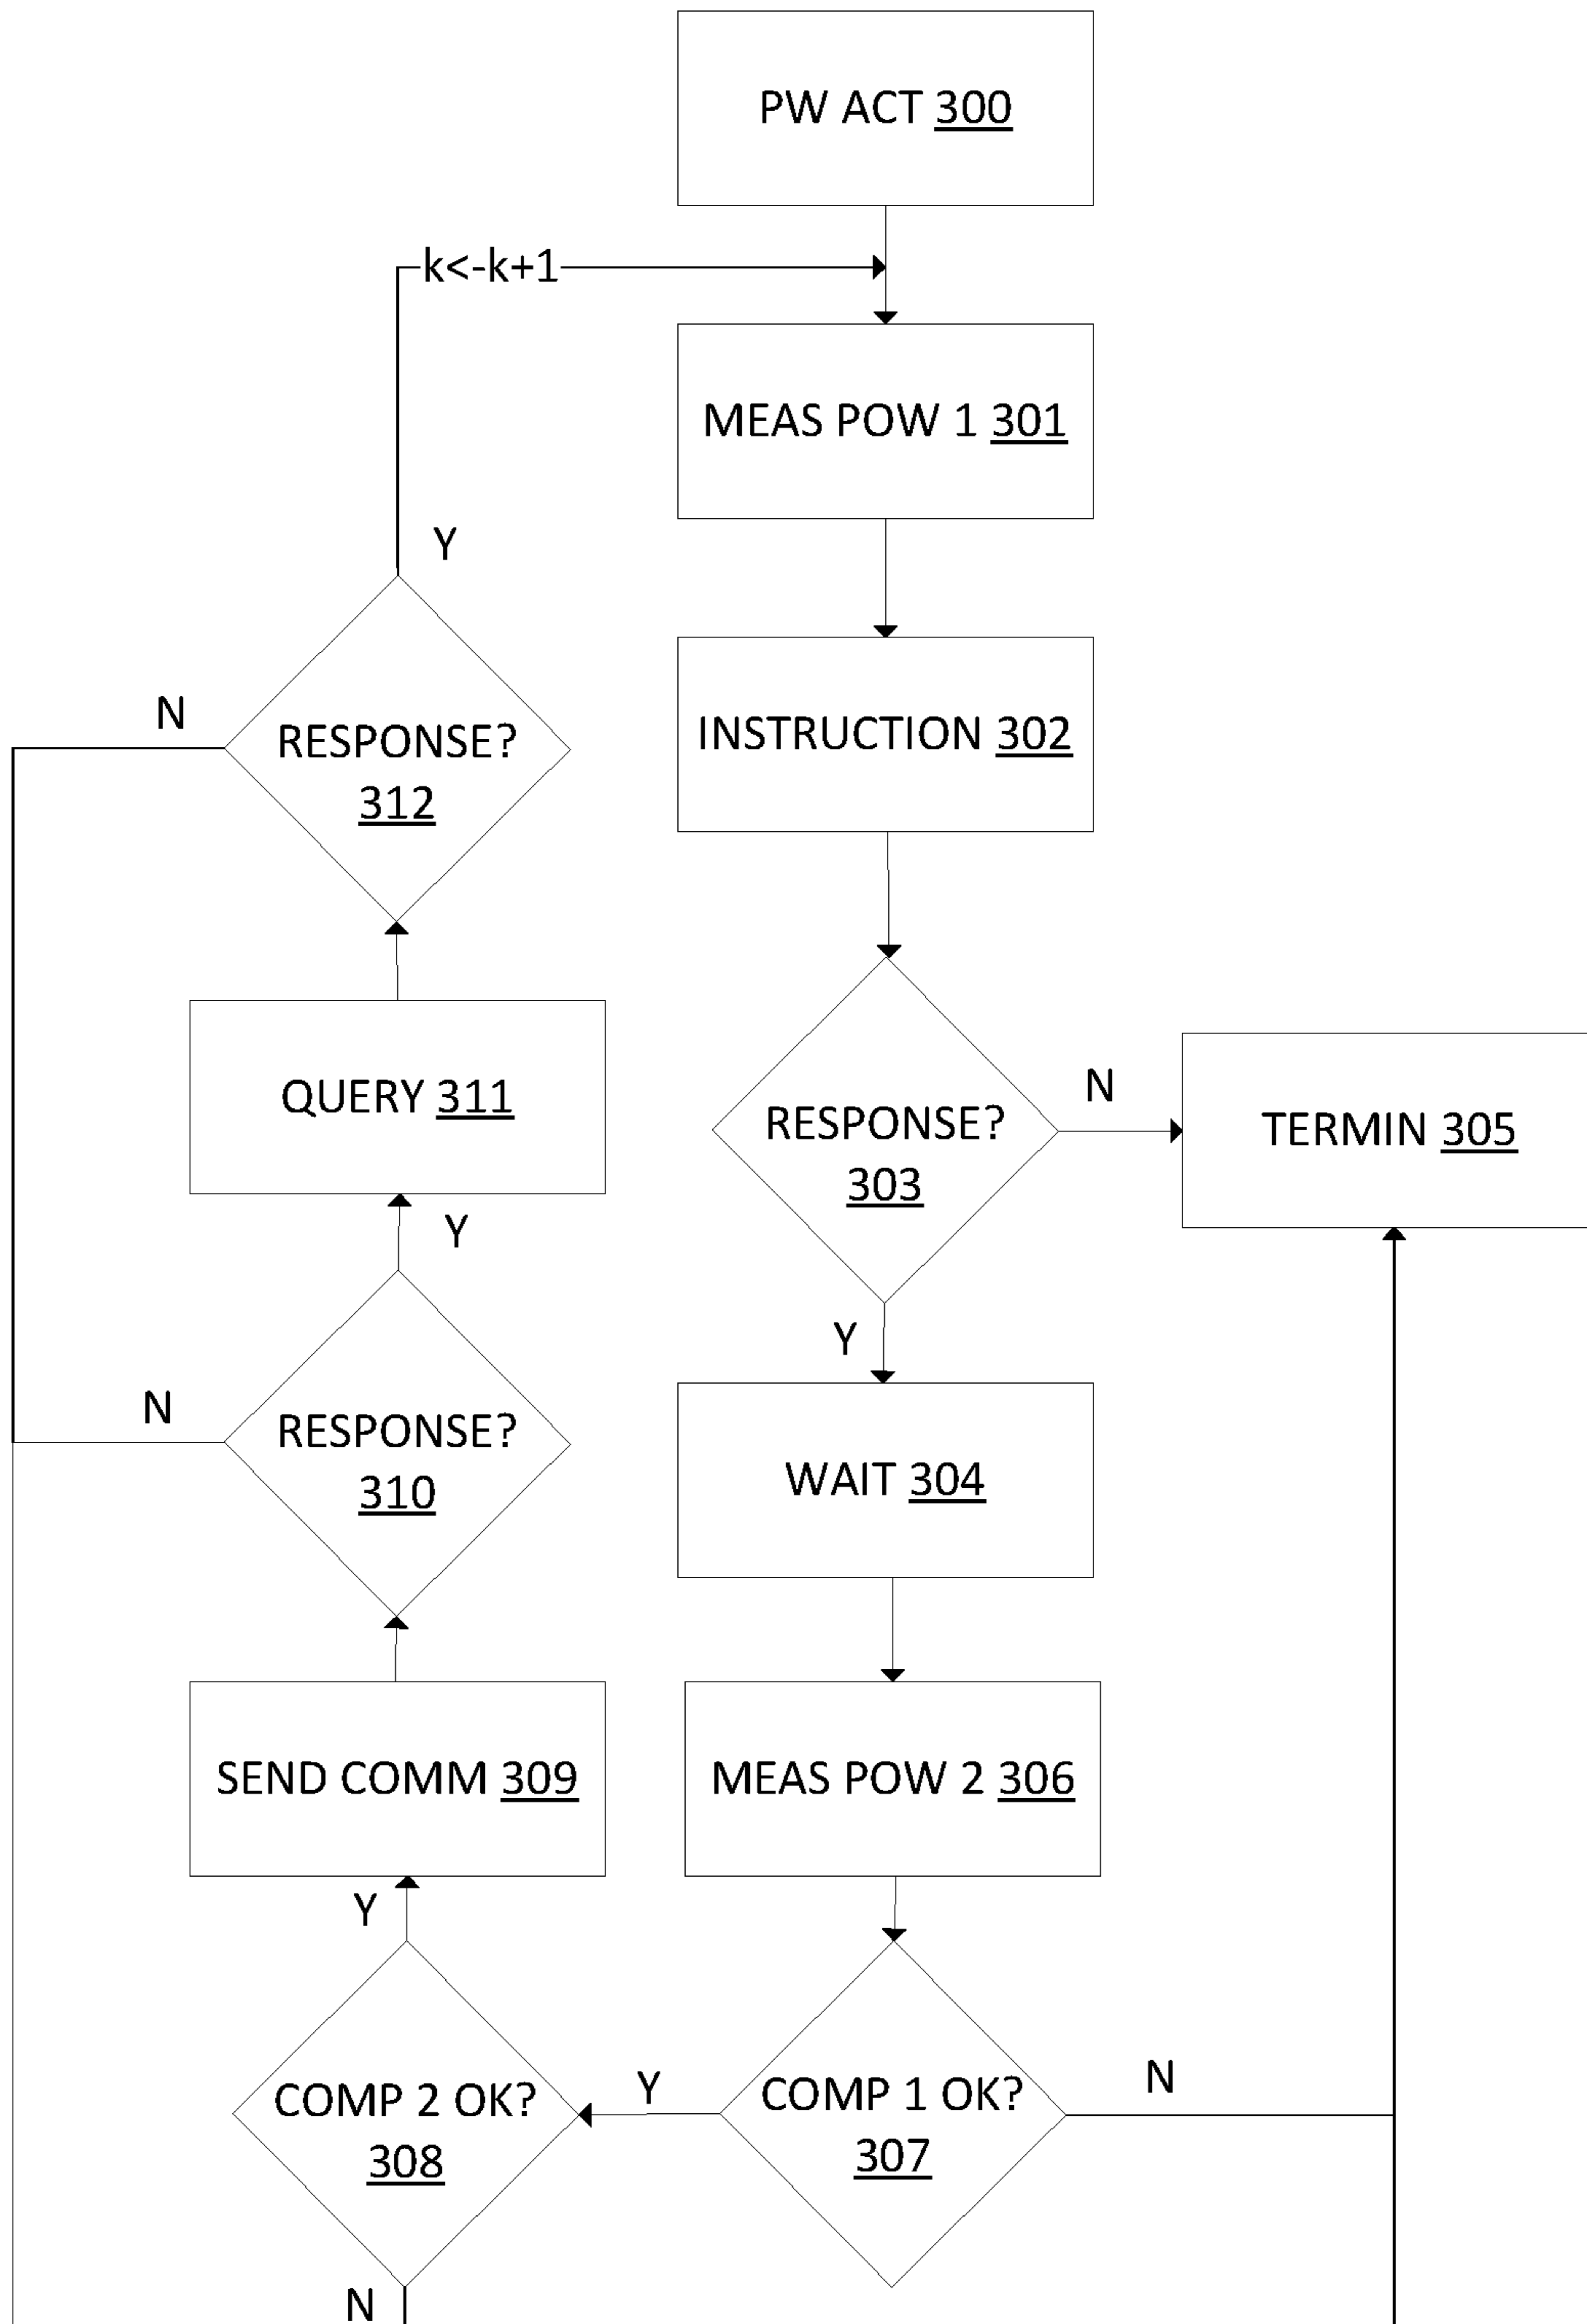 PW ACT 300
k<-k+1
MEAS POW 1 301
Y
INSTRUCTION 302
N
RESPONSE?
312
QUERY 311
RESPONSE?
303
N
TERMIN 305
Y
Y
N
RESPONSE?
310
WAIT 304
SEND COMM 309
MEAS POW 2 306
Y
COMP 2 OK?
308
Y
COMP 1 OK?
307
N
N